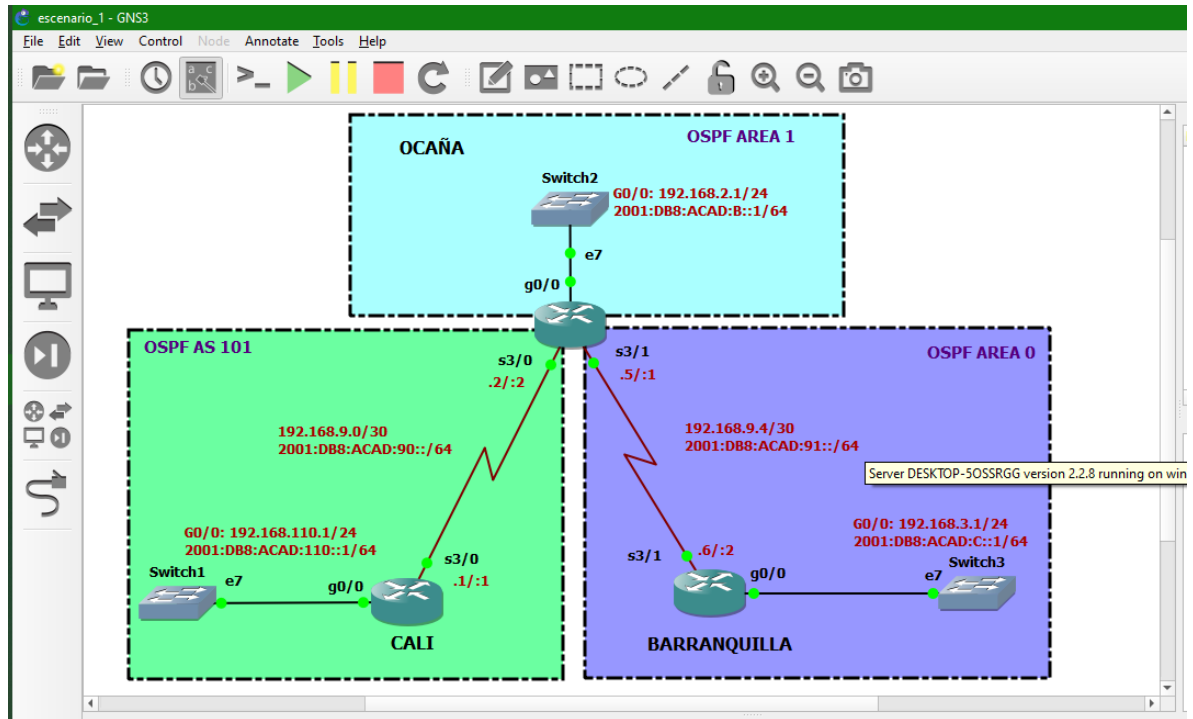 escenario_1 - GNS3
File Edit View Control Node Annotate Tools Help
a c
b
OCAÑA
OSPF AREA 1
Switch2
G0/0: 192.168.2.1/24
2001:DB8:ACAD:B::1/64
e7
g0/0
OSPF AS 101
s3/0
.2/:2
s3/1
.5/:1
OSPF AREA 0
192.168.9.0/30
2001:DB8:ACAD:90::/64
192.168.9.4/30
2001:DB8:ACAD:91::/64
Server DESKTOP-5OSSRGG version 2.2.8 running on win
G0/0: 192.168.110.1/24
2001:DB8:ACAD:110::1/64
Switch1
e7
g0/0
s3/0
.1/:1
CALI
G0/0: 192.168.3.1/24
2001:DB8:ACAD:C::1/64
s3/1
.6/:2
g0/0
e7
Switch3
BARRANQUILLA